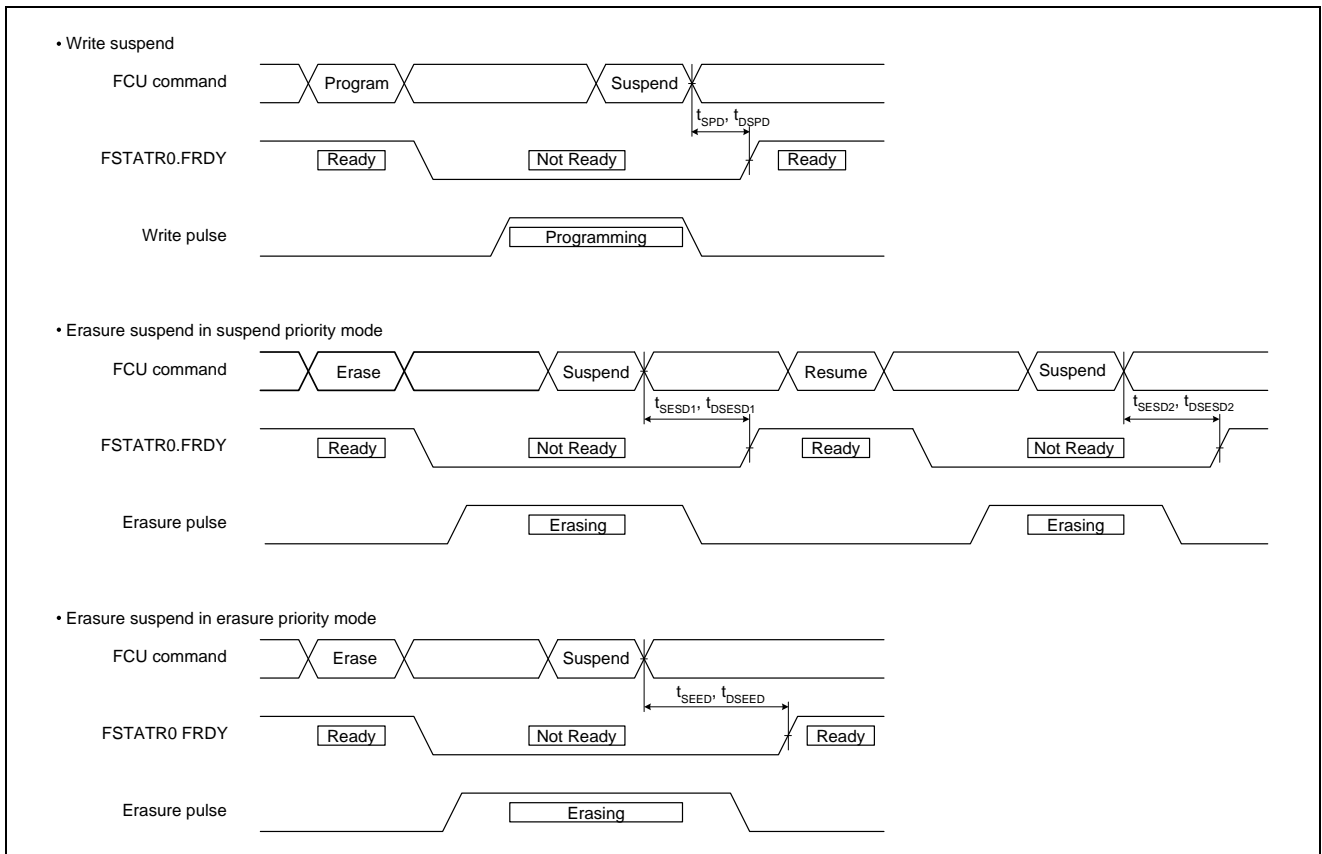 • Write suspend
FCU command Program Suspend
tSPD, tDSPD
FSTATR0.FRDY Ready Not Ready Ready
Write pulse Programming
• Erasure suspend in suspend priority mode
FCU command Erase Suspend Resume Suspend
tSESD1, tDSESD1 tSESD2, tDSESD2
FSTATR0.FRDY Ready Not Ready Ready Not Ready
Erasure pulse Erasing Erasing
• Erasure suspend in erasure priority mode
FCU command Erase Suspend
tSEED, tDSEED
FSTATR0 FRDY Ready Not Ready Ready
Erasure pulse Erasing